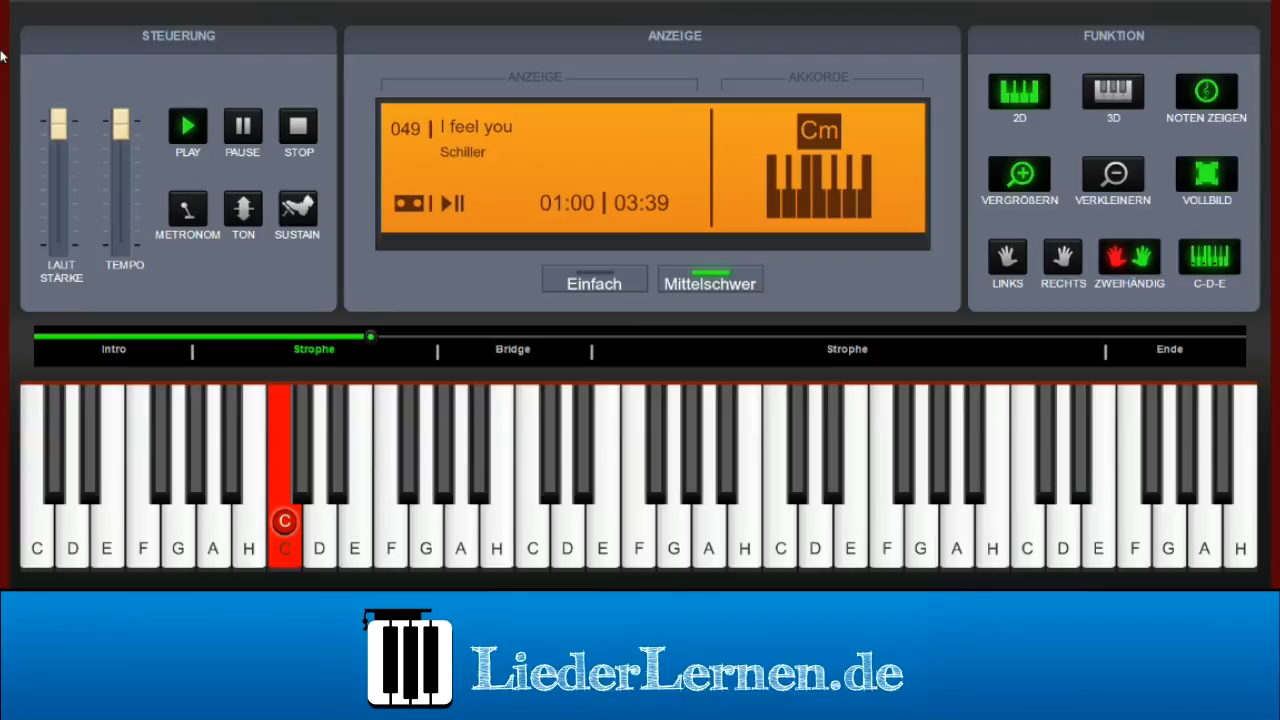 STEUERUNG
LAUT
STÄRKE
TEMPO
PLAY
PAUSE
STOP
METRONOM
TON
SUSTAIN
ANZEIGE
ANZEIGE
AKKORDE
049 | I feel you
Schiller
01:00 | 03:39
Cm
Einfach
Mittelschwer
FUNKTION
2D
3D
NOTEN ZEIGEN
VERGRÖßERN
VERKLEINERN
VOLLBILD
LINKS
RECHTS
ZWEIHÄNDIG
C-D-E
Intro
Strophe
Bridge
Strophe
Ende
C
C D E F G A H C D E F G A H C D E F G A H C D E F G A H C D E F G A H
LiederLernen.de